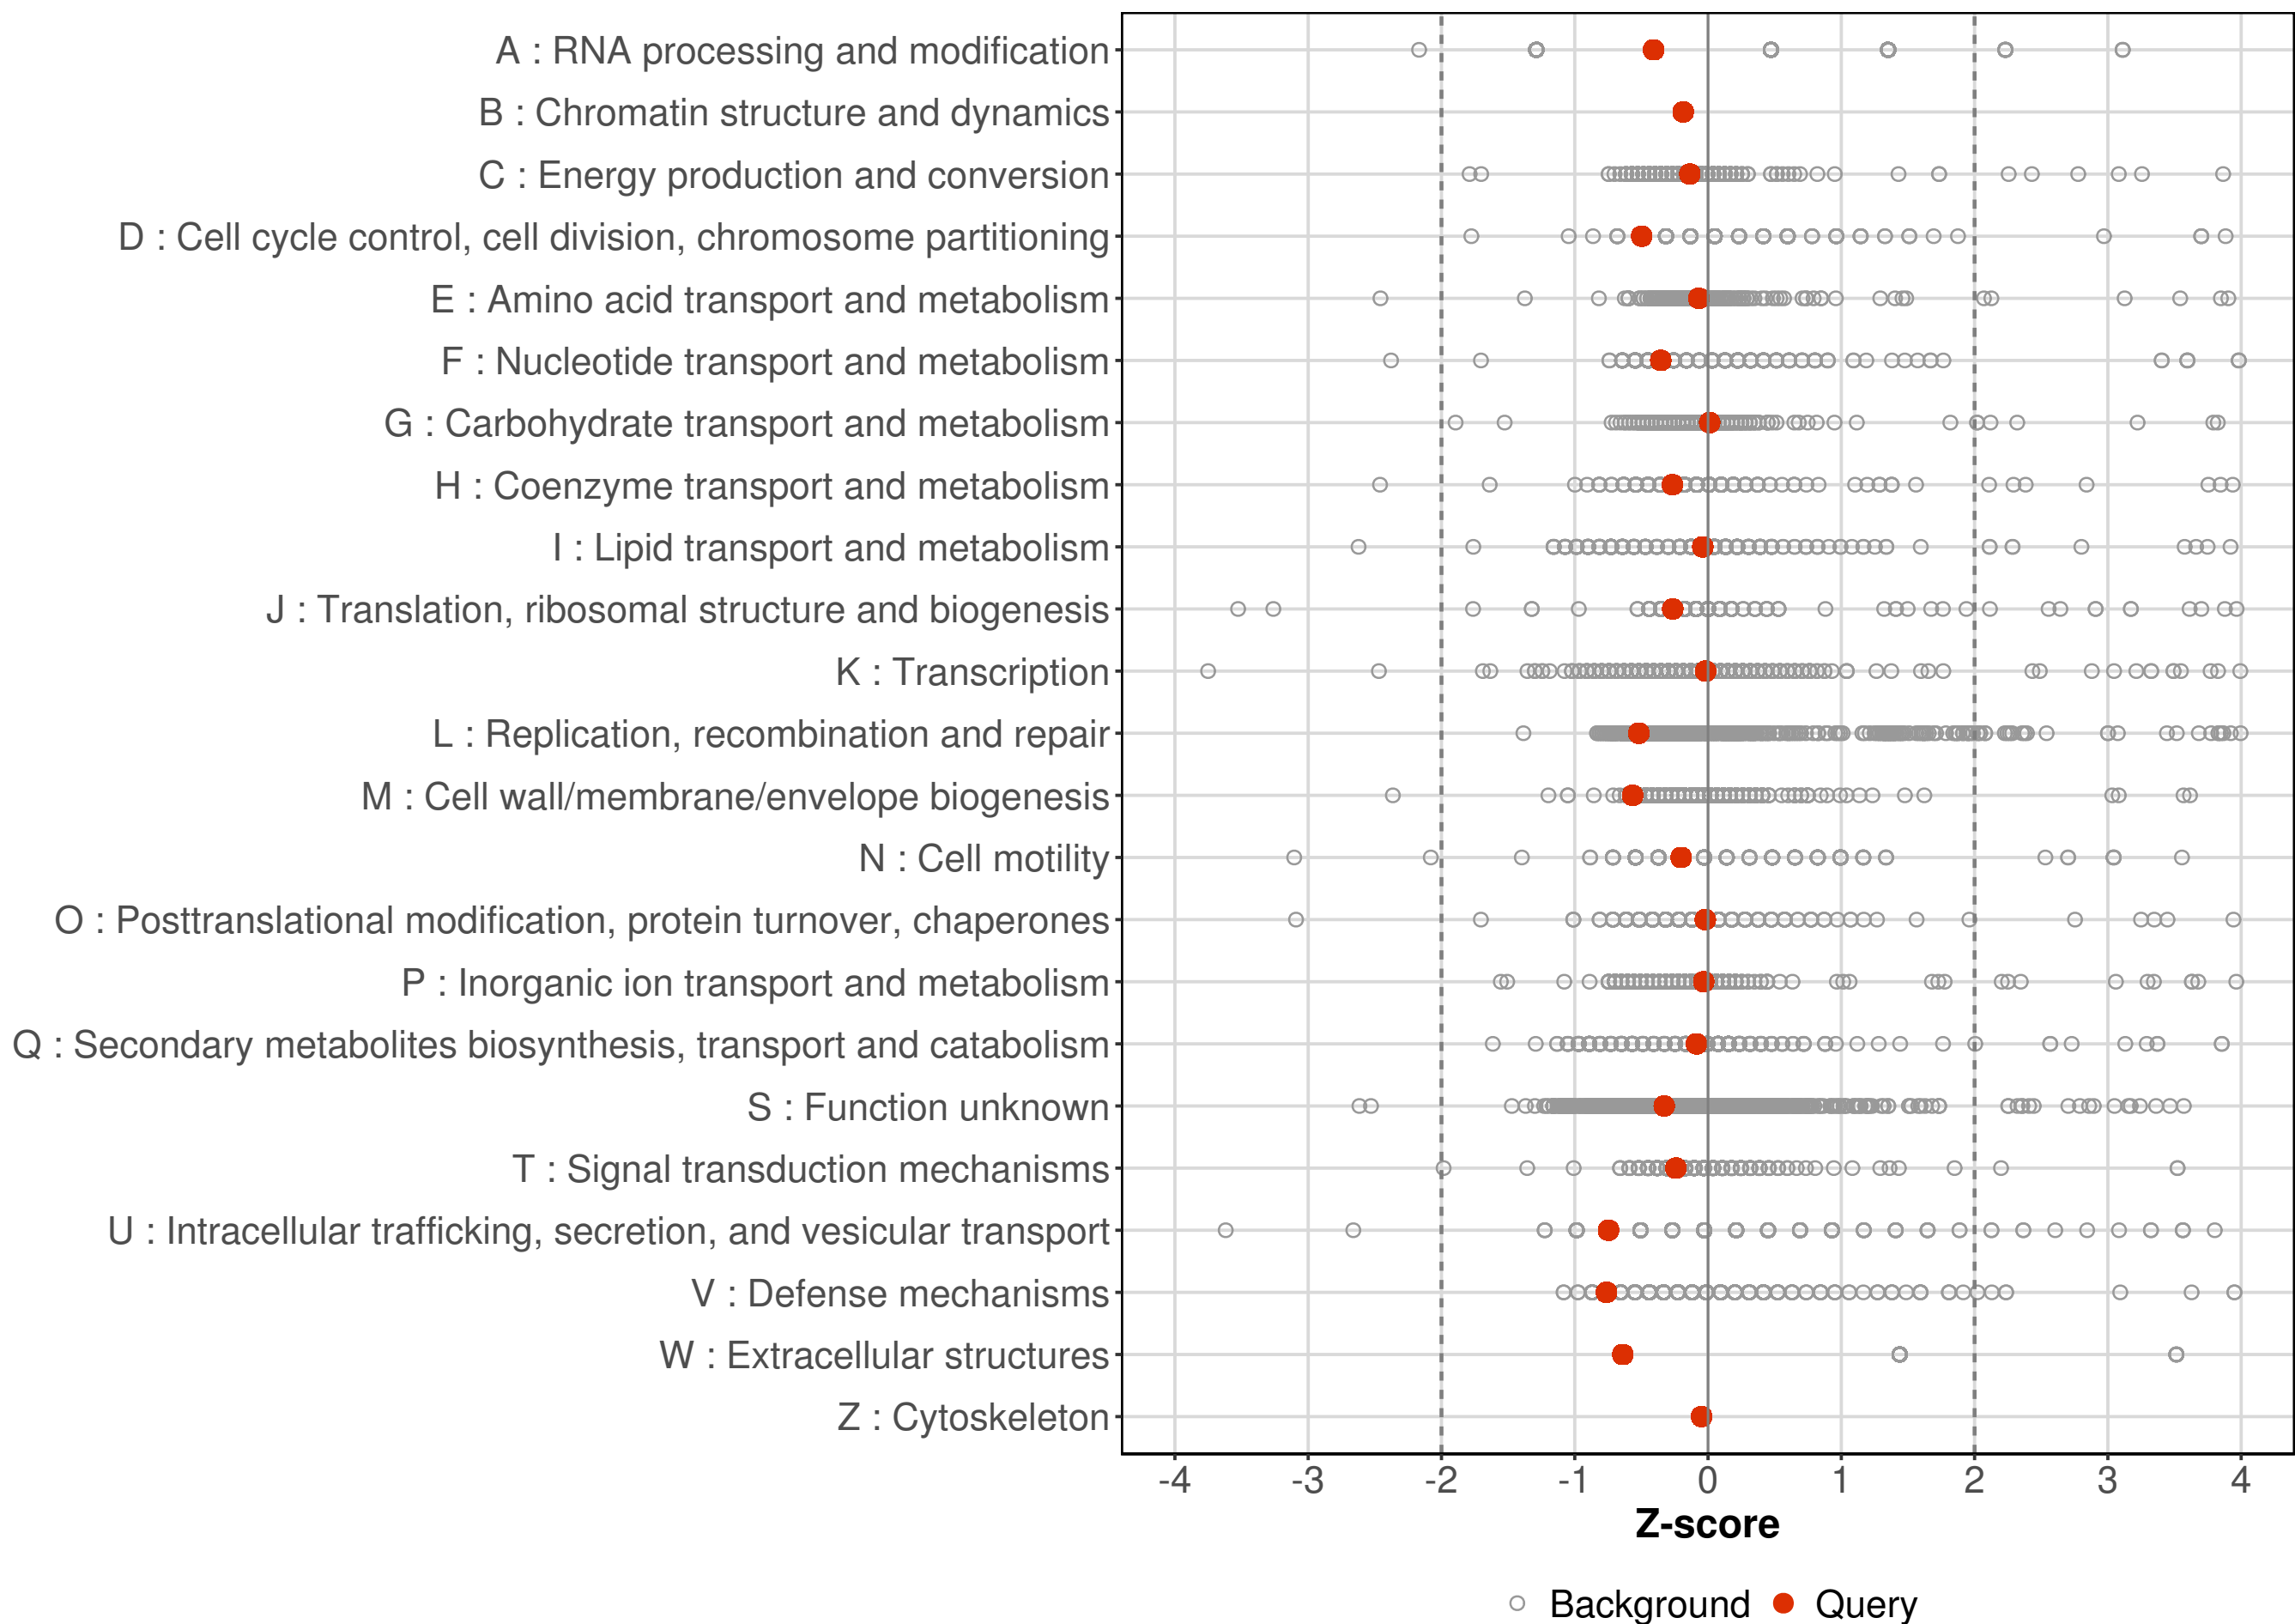 A : RNA processing and modification
B : Chromatin structure and dynamics
C : Energy production and conversion
D : Cell cycle control, cell division, chromosome partitioning
E : Amino acid transport and metabolism
F : Nucleotide transport and metabolism
G : Carbohydrate transport and metabolism
H : Coenzyme transport and metabolism
I : Lipid transport and metabolism
J : Translation, ribosomal structure and biogenesis
K : Transcription
L : Replication, recombination and repair
M : Cell wall/membrane/envelope biogenesis
N : Cell motility
O : Posttranslational modification, protein turnover, chaperones
P : Inorganic ion transport and metabolism
Q : Secondary metabolites biosynthesis, transport and catabolism
S : Function unknown
T : Signal transduction mechanisms
U : Intracellular trafficking, secretion, and vesicular transport
V : Defense mechanisms
W : Extracellular structures
Z : Cytoskeleton
-4 -3 -2 -1 0 1 2 3 4
Z-score
Background Query